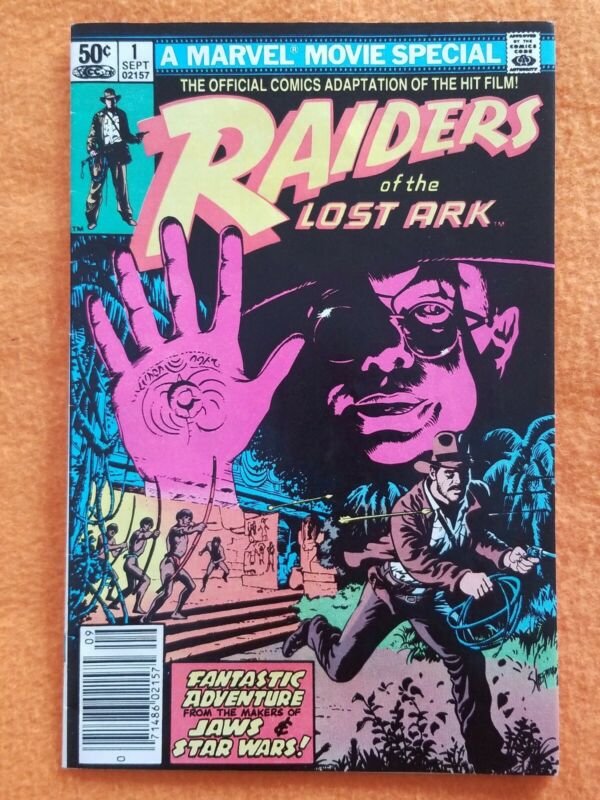 50¢
1
SEPT
02157
A MARVEL® MOVIE SPECIAL
APPROVED
BY THE
COMICS
CODE
AUTHORITY
THE OFFICIAL COMICS ADAPTATION OF THE HIT FILM!
RAIDERS
of the
LOST ARK™
TM
FANTASTIC
ADVENTURE
FROM THE MAKERS OF
JAWS &
STAR WARS!
09
71486 02157
0